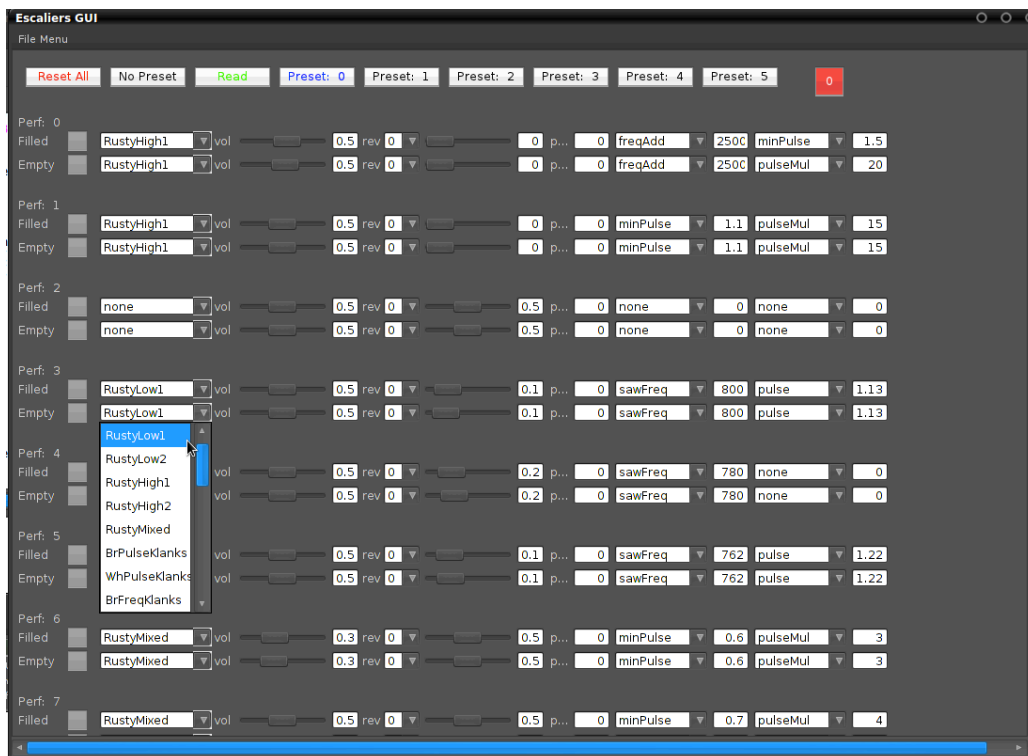 Escaliers GUI
File Menu
Reset All No Preset Read Preset: 0 Preset: 1 Preset: 2 Preset: 3 Preset: 4 Preset: 5 0
Perf: 0
Filled RustyHigh1 vol 0.5 rev 0 0 p... 0 freqAdd 2500 minPulse 1.5
Empty RustyHigh1 vol 0.5 rev 0 0 p... 0 freqAdd 2500 pulseMul 20
Perf: 1
Filled RustyHigh1 vol 0.5 rev 0 0 p... 0 minPulse 1.1 pulseMul 15
Empty RustyHigh1 vol 0.5 rev 0 0 p... 0 minPulse 1.1 pulseMul 15
Perf: 2
Filled none vol 0.5 rev 0 0.5 p... 0 none 0 none 0
Empty none vol 0.5 rev 0 0.5 p... 0 none 0 none 0
Perf: 3
Filled RustyLow1 vol 0.5 rev 0 0.1 p... 0 sawFreq 800 pulse 1.13
Empty RustyLow1 vol 0.5 rev 0 0.1 p... 0 sawFreq 800 pulse 1.13
RustyLow1
Perf: 4
RustyLow2
Filled vol 0.5 rev 0 0.2 p... 0 sawFreq 780 none 0
RustyHigh1
Empty vol 0.5 rev 0 0.2 p... 0 sawFreq 780 none 0
RustyHigh2
RustyMixed
Perf: 5
Filled BrPulseKlanks vol 0.5 rev 0 0.1 p... 0 sawFreq 762 pulse 1.22
Empty WhPulseKlanks vol 0.5 rev 0 0.1 p... 0 sawFreq 762 pulse 1.22
BrFreqKlanks
Perf: 6
Filled RustyMixed vol 0.3 rev 0 0.5 p... 0 minPulse 0.6 pulseMul 3
Empty RustyMixed vol 0.3 rev 0 0.5 p... 0 minPulse 0.6 pulseMul 3
Perf: 7
Filled RustyMixed vol 0.5 rev 0 0.5 p... 0 minPulse 0.7 pulseMul 4